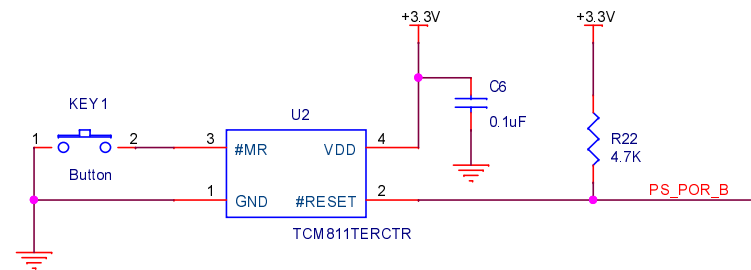 +3.3V
+3.3V
C6
0.1uF
KEY1
1
2
Button
U2
3
#MR
VDD
4
1
GND
#RESET
2
TCM811TERCTR
R22
4.7K
PS_POR_B